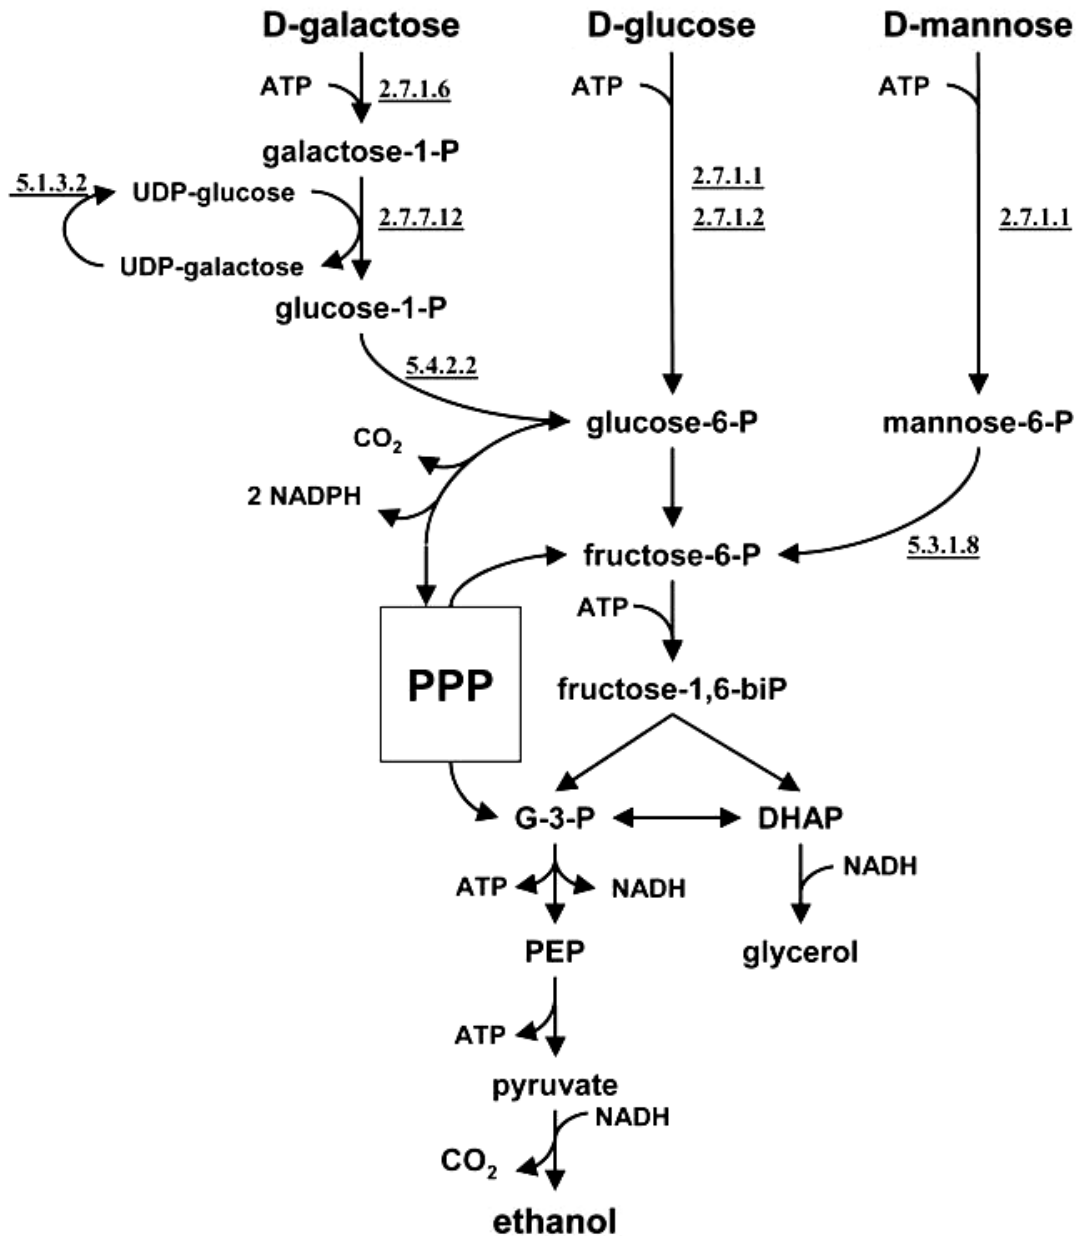 D-galactose
D-glucose
D-mannose
ATP
2.7.1.6
ATP
ATP
galactose-1-P
5.1.3.2
UDP-glucose
2.7.7.12
2.7.1.1
2.7.1.2
2.7.1.1
UDP-galactose
glucose-1-P
5.4.2.2
glucose-6-P
mannose-6-P
CO₂
2 NADPH
fructose-6-P
5.3.1.8
ATP
PPP
fructose-1,6-biP
G-3-P
DHAP
ATP
NADH
NADH
PEP
glycerol
ATP
pyruvate
NADH
CO₂
ethanol